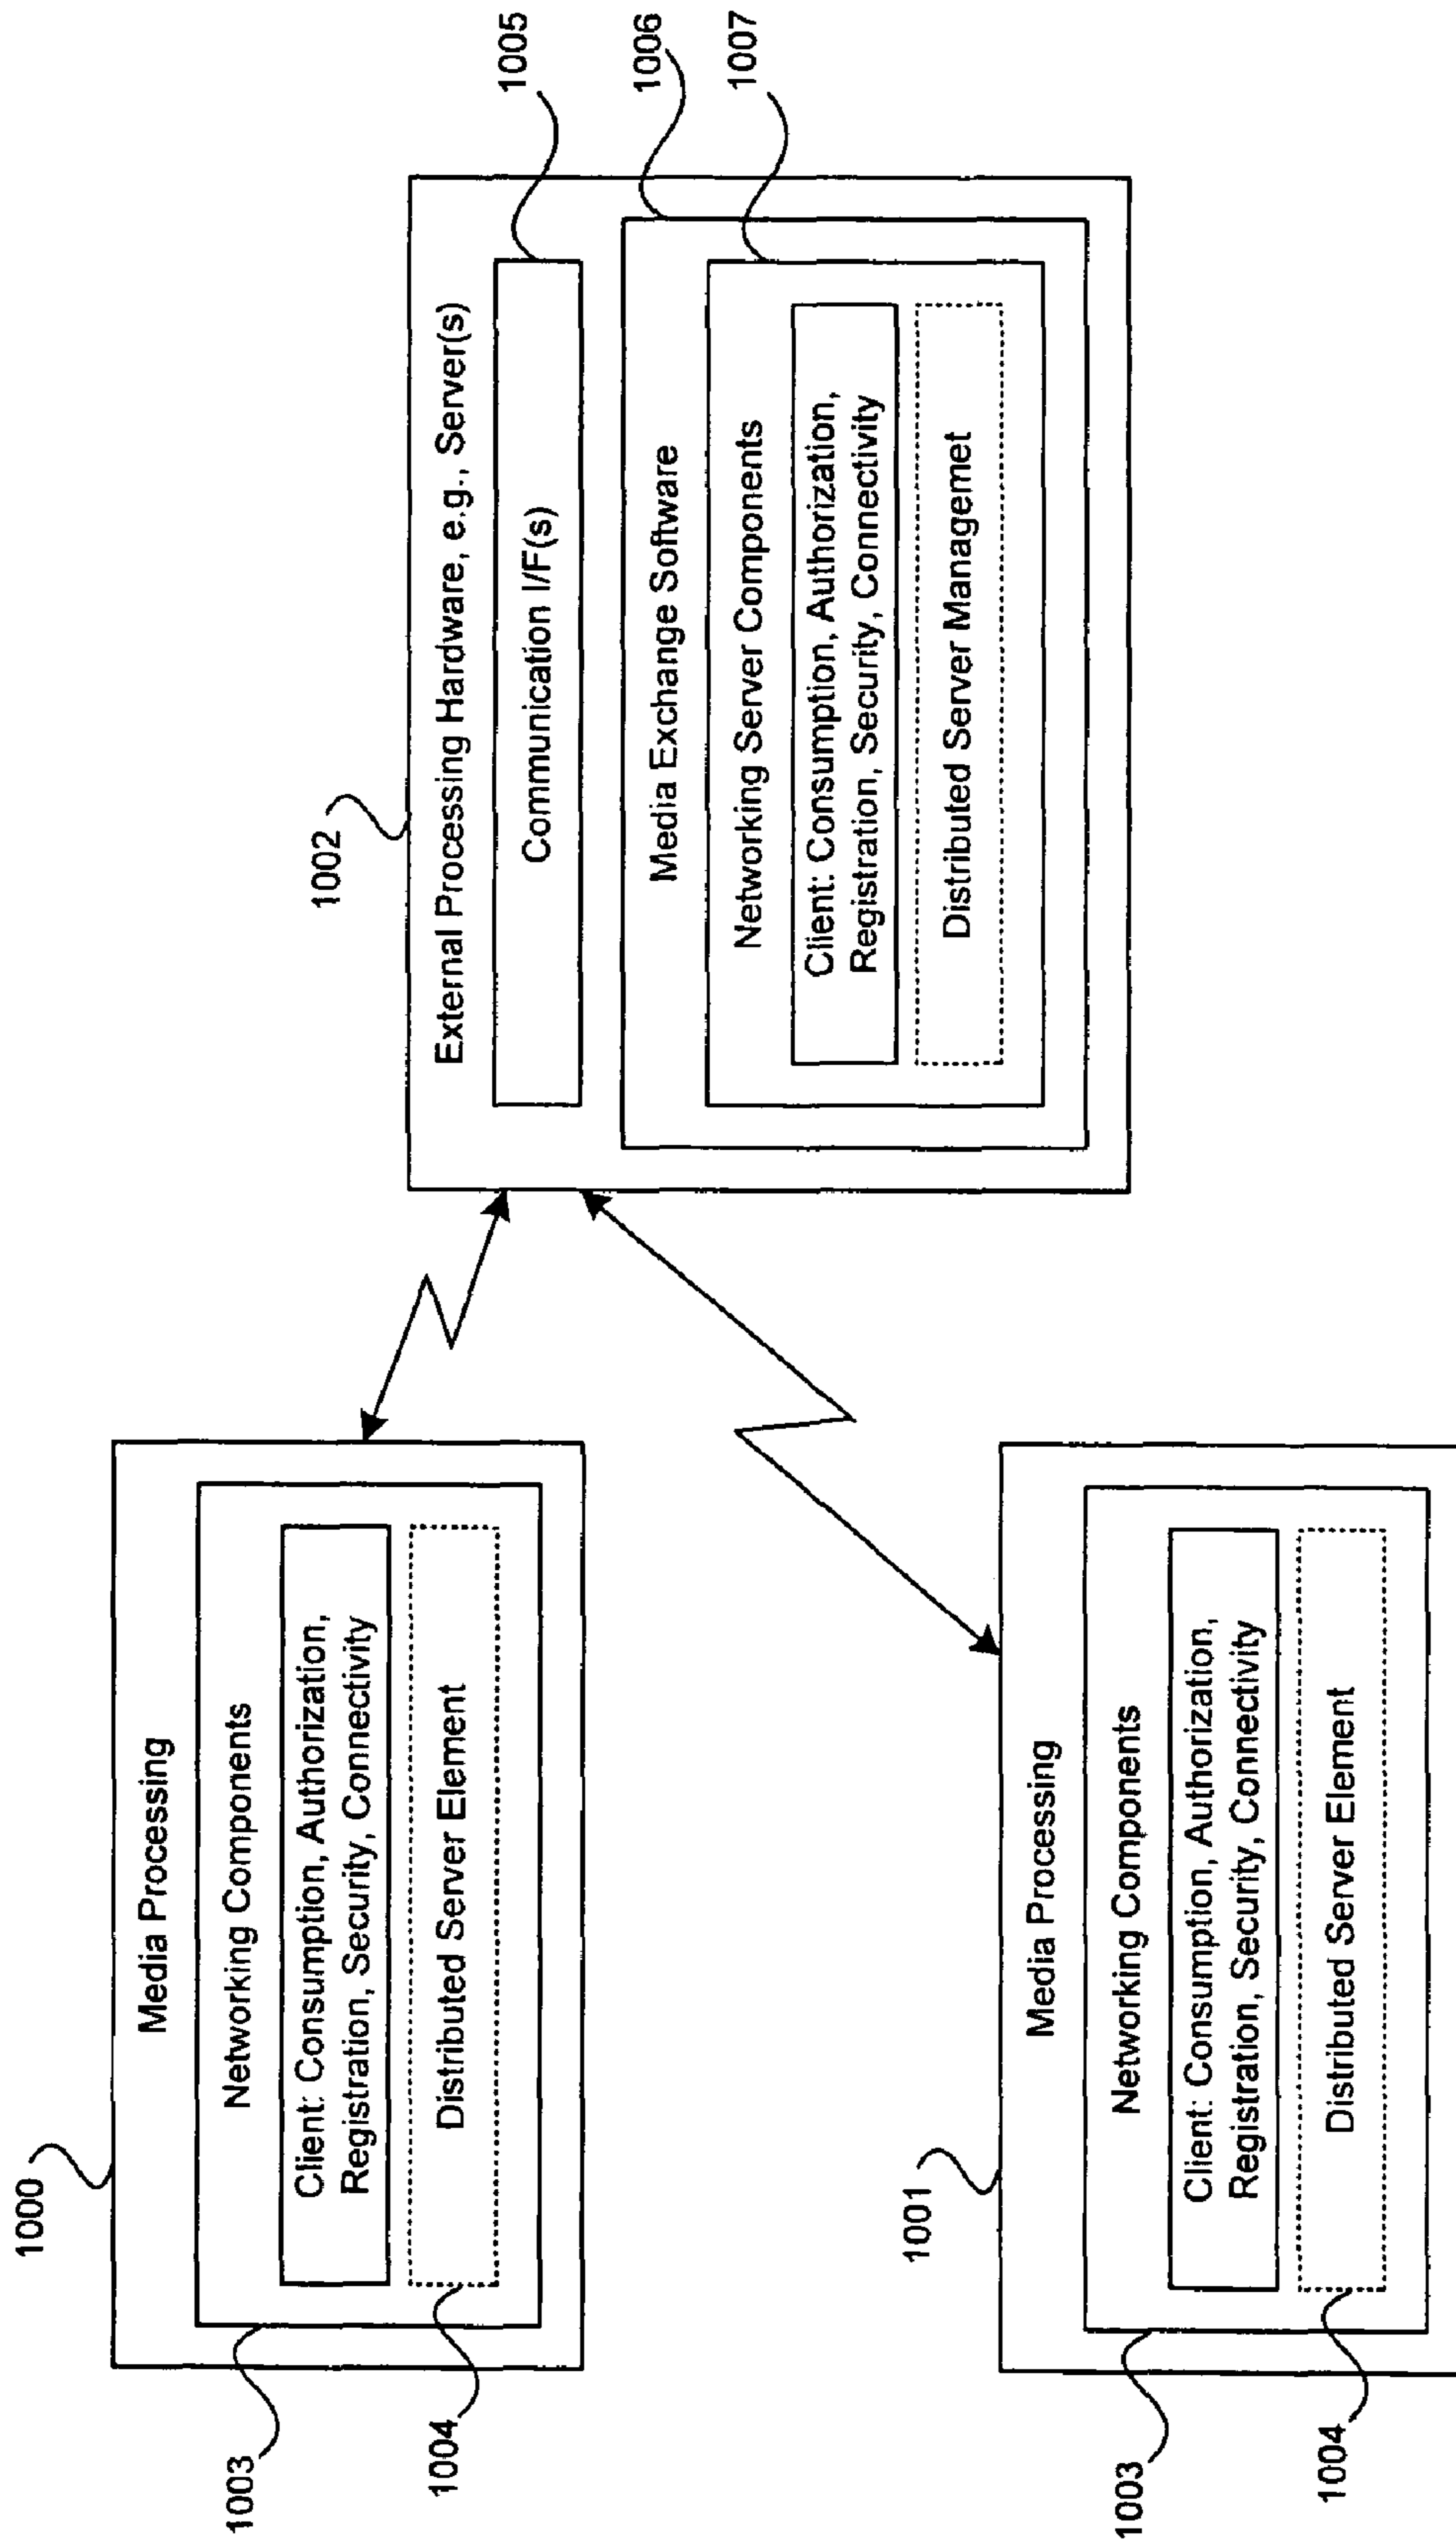 1000
Media Processing
Networking Components
Client: Consumption, Authorization,
Registration, Security, Connectivity
Distributed Server Element
1003
1004
1002
External Processing Hardware, e.g., Server(s)
Communication I/F(s)
Media Exchange Software
Networking Server Components
Client: Consumption, Authorization,
Registration, Security, Connectivity
Distributed Server Managemet
1005
1006
1007
1001
Media Processing
Networking Components
Client: Consumption, Authorization,
Registration, Security, Connectivity
Distributed Server Element
1003
1004